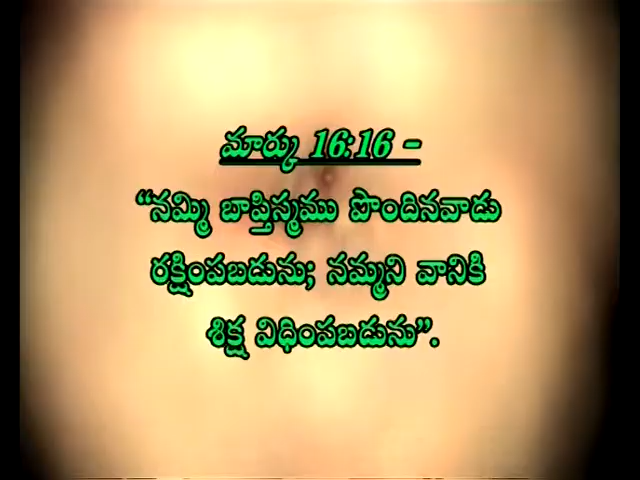 మార్కు 16:16 -
“నమ్మి బాప్తిస్మము పొందినవాడు
రక్షింపబడును; నమ్మని వానికి
శిక్ష విధింపబడును”.